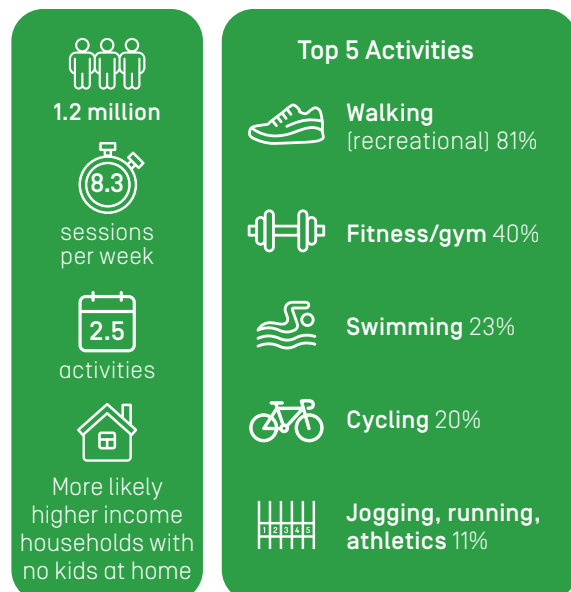 1.2 million
8.3
sessions
per week
2.5
activities
More likely
higher income
households with
no kids at home
Top 5 Activities
Walking
(recreational) 81%
Fitness/gym 40%
Swimming 23%
Cycling 20%
1 2 3 4 5
Jogging, running,
athletics 11%